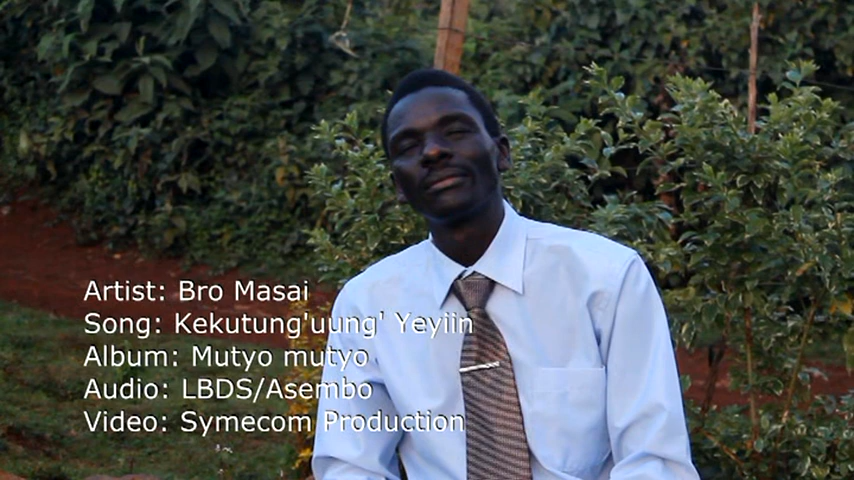 Artist: Bro Masai
Song: Kekutung'uung' Yeyiin
Album: Mutyo mutyo
Audio: LBDS/Asembo
Video: Symecom Production